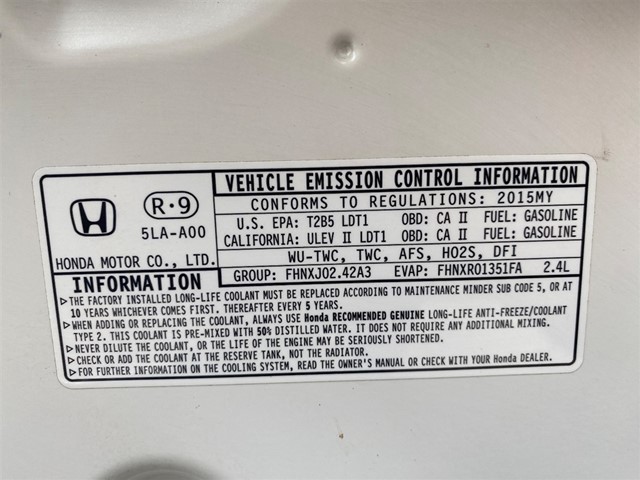 R·9
5LA-A00
HONDA MOTOR CO., LTD.
VEHICLE EMISSION CONTROL INFORMATION
CONFORMS TO REGULATIONS: 2015MY
U.S. EPA: T2B5 LDT1 OBD: CA II FUEL: GASOLINE
CALIFORNIA: ULEV II LDT1 OBD: CA II FUEL: GASOLINE
WU-TWC, TWC, AFS, HO2S, DFI
GROUP: FHNXJ02.42A3 EVAP: FHNXR01351FA 2.4L
INFORMATION
▷THE FACTORY INSTALLED LONG-LIFE COOLANT MUST BE REPLACED ACCORDING TO MAINTENANCE MINDER SUB CODE 5, OR AT
10 YEARS WHICHEVER COMES FIRST. THEREAFTER EVERY 5 YEARS.
▷WHEN ADDING OR REPLACING THE COOLANT, ALWAYS USE Honda RECOMMENDED GENUINE LONG-LIFE ANTI-FREEZE/COOLANT
TYPE 2. THIS COOLANT IS PRE-MIXED WITH 50% DISTILLED WATER. IT DOES NOT REQUIRE ANY ADDITIONAL MIXING.
▷NEVER DILUTE THE COOLANT, OR THE LIFE OF THE ENGINE MAY BE SERIOUSLY SHORTENED.
▷CHECK OR ADD COOLANT AT THE RESERVE TANK, NOT THE RADIATOR.
▷FOR FURTHER INFORMATION ON THE COOLING SYSTEM, READ THE OWNER'S MANUAL OR CHECK WITH YOUR Honda DEALER.